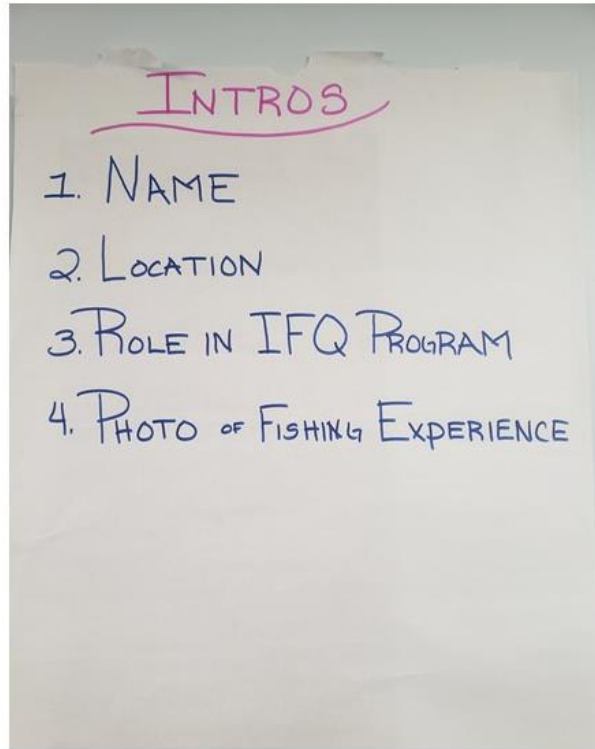 INTROS
1. NAME
2. LOCATION
3. ROLE IN IFQ PROGRAM
4. PHOTO OF FISHING EXPERIENCE